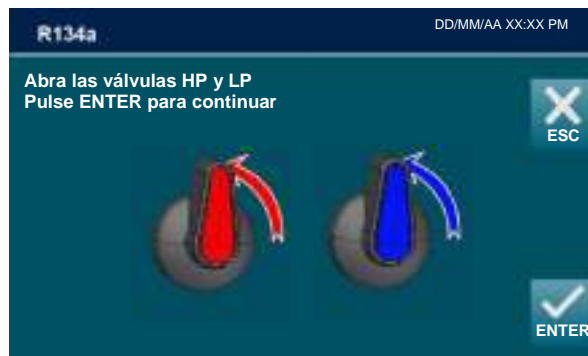 R134a
DD/MM/AA XX:XX PM
Abra las válvulas HP y LP
Pulse ENTER para continuar
ESC
ENTER